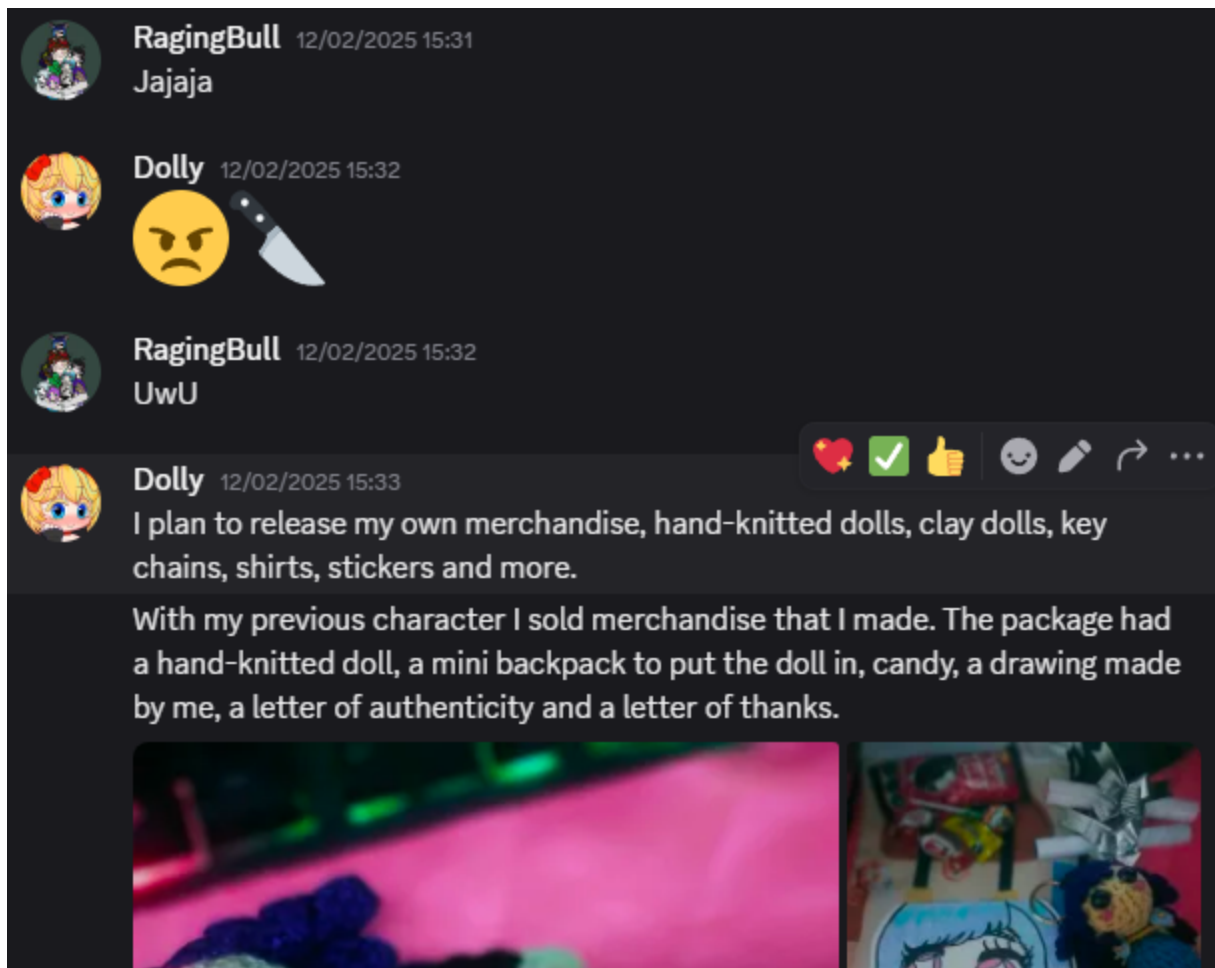 RagingBull 12/02/2025 15:31
Jajaja
Dolly 12/02/2025 15:32
RagingBull 12/02/2025 15:32
UwU
Dolly 12/02/2025 15:33
I plan to release my own merchandise, hand-knitted dolls, clay dolls, key
chains, shirts, stickers and more.
With my previous character I sold merchandise that I made. The package had
a hand-knitted doll, a mini backpack to put the doll in, candy, a drawing made
by me, a letter of authenticity and a letter of thanks.